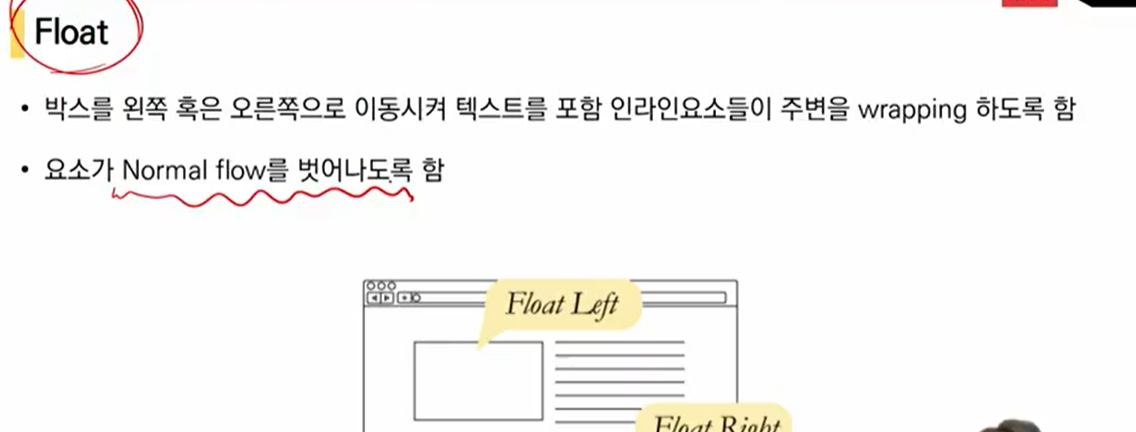 Float
• 박스를 왼쪽 혹은 오른쪽으로 이동시켜 텍스트를 포함 인라인요소들이 주변을 wrapping 하도록 함
• 요소가 Normal flow를 벗어나도록 함
Float Left
Float Right